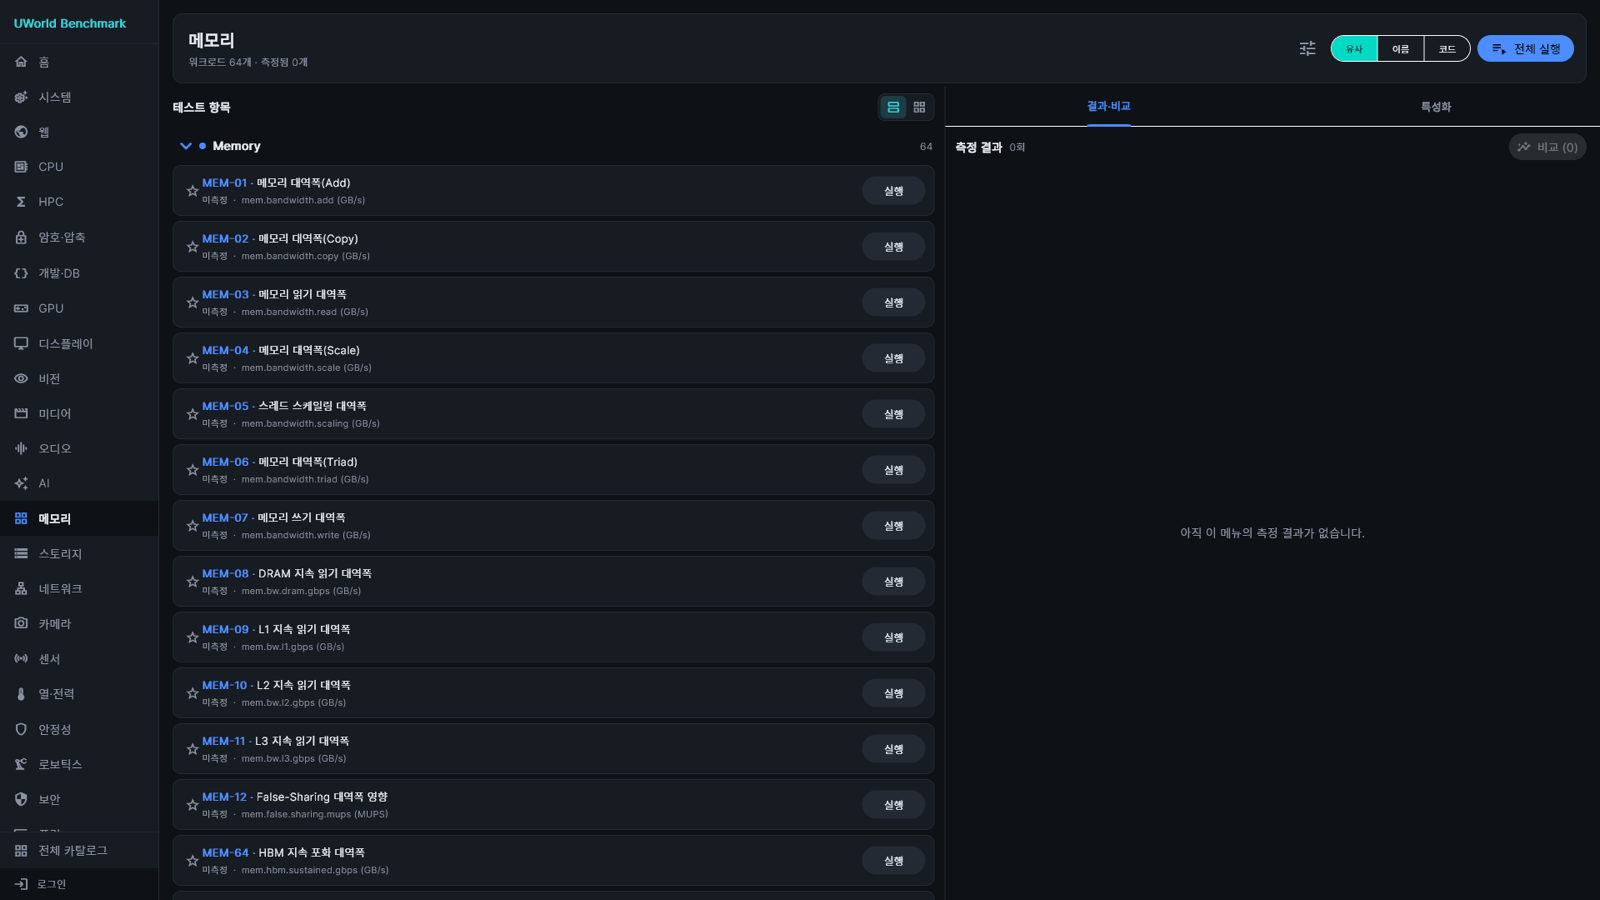 UWorld Benchmark
홈
시스템
웹
CPU
HPC
암호·압축
개발·DB
GPU
디스플레이
비전
미디어
오디오
AI
메모리
스토리지
네트워크
카메라
센서
열·전력
안정성
로보틱스
보안
전체 카탈로그
로그인
메모리
워크로드 64개 · 측정됨 0개
유사 이름 코드
전체 실행
테스트 항목
Memory 64
MEM-01 · 메모리 대역폭(Add)
미측정 · mem.bandwidth.add (GB/s)
실행
MEM-02 · 메모리 대역폭(Copy)
미측정 · mem.bandwidth.copy (GB/s)
실행
MEM-03 · 메모리 읽기 대역폭
미측정 · mem.bandwidth.read (GB/s)
실행
MEM-04 · 메모리 대역폭(Scale)
미측정 · mem.bandwidth.scale (GB/s)
실행
MEM-05 · 스레드 스케일링 대역폭
미측정 · mem.bandwidth.scaling (GB/s)
실행
MEM-06 · 메모리 대역폭(Triad)
미측정 · mem.bandwidth.triad (GB/s)
실행
MEM-07 · 메모리 쓰기 대역폭
미측정 · mem.bandwidth.write (GB/s)
실행
MEM-08 · DRAM 지속 읽기 대역폭
미측정 · mem.bw.dram.gbps (GB/s)
실행
MEM-09 · L1 지속 읽기 대역폭
미측정 · mem.bw.l1.gbps (GB/s)
실행
MEM-10 · L2 지속 읽기 대역폭
미측정 · mem.bw.l2.gbps (GB/s)
실행
MEM-11 · L3 지속 읽기 대역폭
미측정 · mem.bw.l3.gbps (GB/s)
실행
MEM-12 · False-Sharing 대역폭 영향
미측정 · mem.false.sharing.mups (MUPS)
실행
MEM-64 · HBM 지속 포화 대역폭
미측정 · mem.hbm.sustained.gbps (GB/s)
실행
결과·비교
특성화
측정 결과 0회
비교 (0)
아직 이 메뉴의 측정 결과가 없습니다.